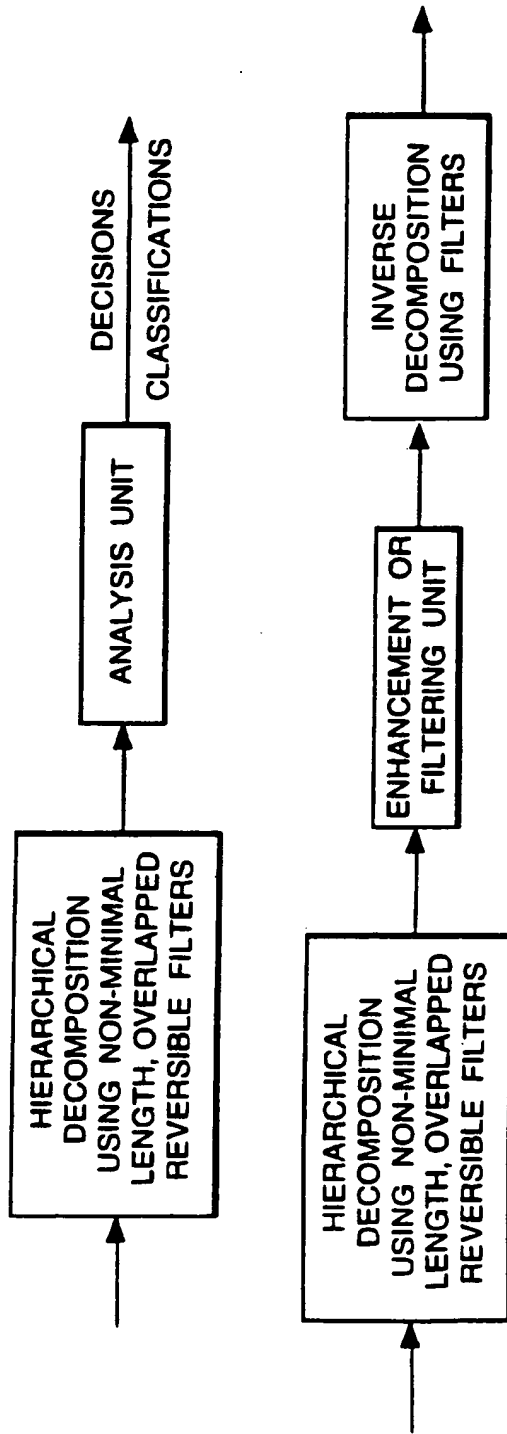 HIERARCHICAL
DECOMPOSITION
USING NON-MINIMAL
LENGTH, OVERLAPPED
REVERSIBLE FILTERS
ANALYSIS UNIT
DECISIONS
CLASSIFICATIONS
HIERARCHICAL
DECOMPOSITION
USING NON-MINIMAL
LENGTH, OVERLAPPED
REVERSIBLE FILTERS
ENHANCEMENT OR
FILTERING UNIT
INVERSE
DECOMPOSITION
USING FILTERS